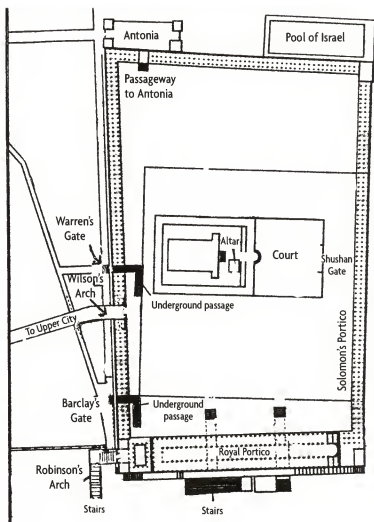 Antonia
Pool of Israel
Passageway
to Antonia
Warren's
Gate
Altar
Court
Shushan
Gate
Wilson's
Arch
Underground passage
To Upper City
Solomon's Portico
Barclay's
Gate
Underground
passage
Royal Portico
Robinson's
Arch
Stairs
Stairs